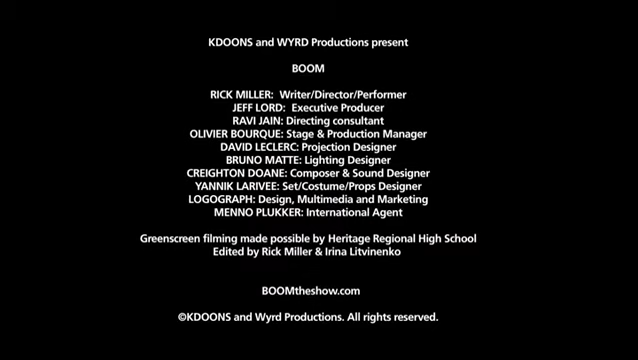 KDOONS and WYRD Productions present
BOOM
RICK MILLER:  Writer/Director/Performer
JEFF LORD:  Executive Producer
RAVI JAIN: Directing consultant
OLIVIER BOURQUE: Stage & Production Manager
DAVID LECLERC: Projection Designer
BRUNO MATTE: Lighting Designer
CREIGHTON DOANE: Composer & Sound Designer
YANNIK LARIVEE: Set/Costume/Props Designer
LOGOGRAPH: Design, Multimedia and Marketing
MENNO PLUKKER: International Agent
Greenscreen filming made possible by Heritage Regional High School
Edited by Rick Miller & Irina Litvinenko
BOOMtheshow.com
©KDOONS and Wyrd Productions. All rights reserved.